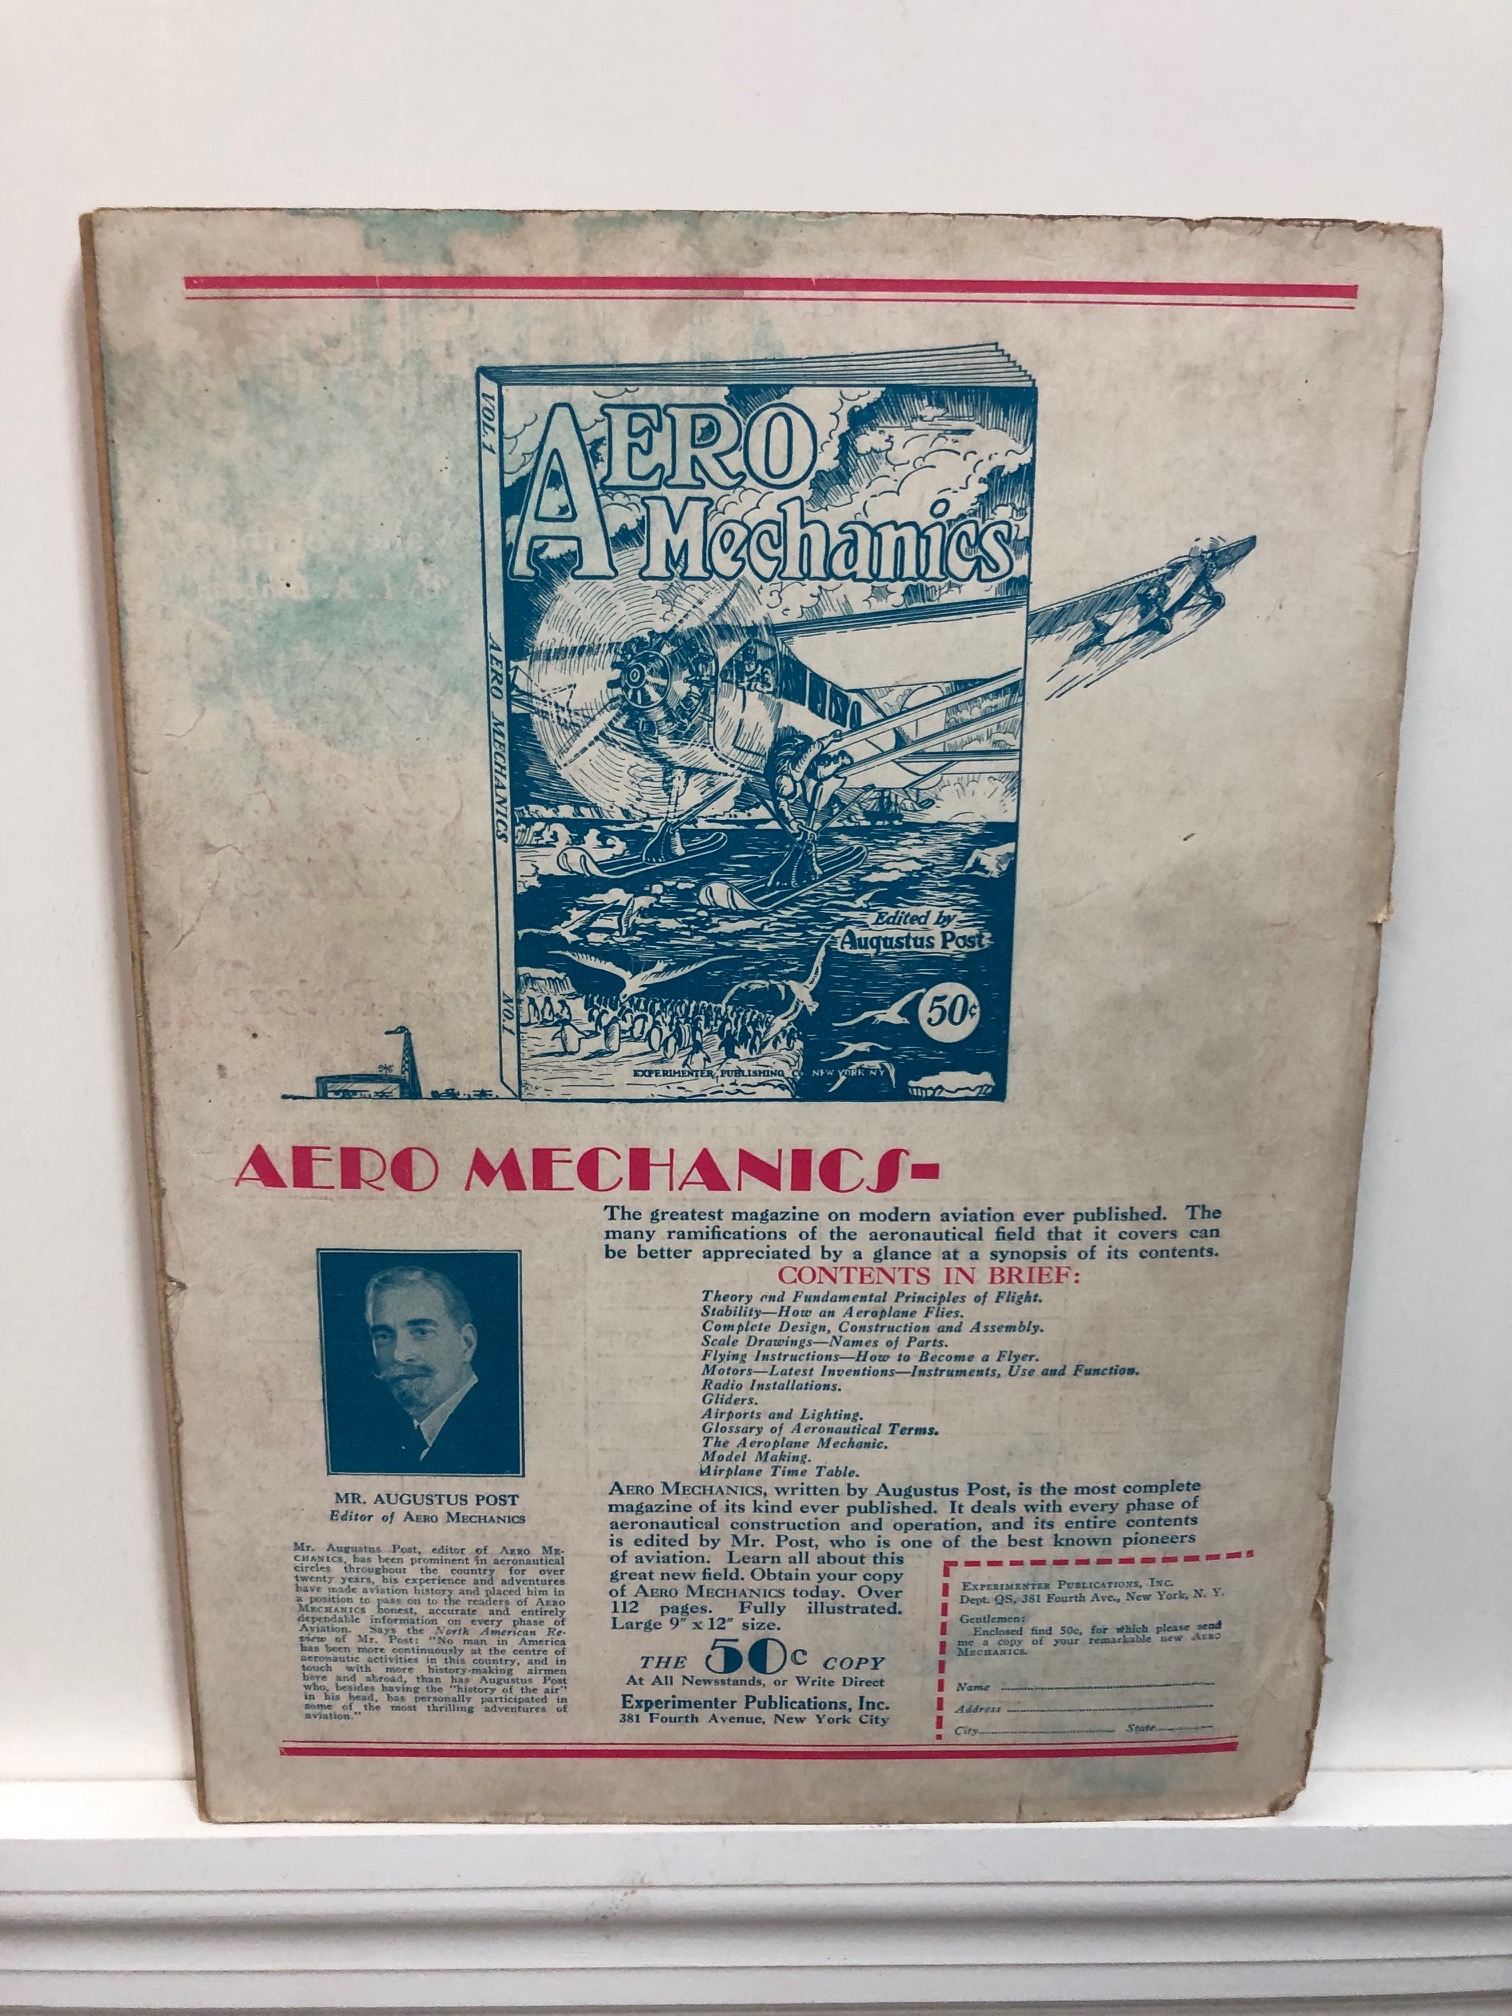 VOL. 1
AERO MECHANICS
NO. 1
AERO
Mechanics
Edited by
Augustus Post
50¢
EXPERIMENTER PUBLISHING CO. NEW YORK NY
AERO MECHANICS-
The greatest magazine on modern aviation ever published. The
many ramifications of the aeronautical field that it covers can
be better appreciated by a glance at a synopsis of its contents.
CONTENTS IN BRIEF:
Theory and Fundamental Principles of Flight.
Stability—How an Aeroplane Flies.
Complete Design, Construction and Assembly.
Scale Drawings—Names of Parts.
Flying Instructions—How to Become a Flyer.
Motors—Latest Inventions—Instruments, Use and Function.
Radio Installations.
Gliders.
Airports and Lighting.
Glossary of Aeronautical Terms.
The Aeroplane Mechanic.
Model Making.
Airplane Time Table.
MR. AUGUSTUS POST
Editor of AERO MECHANICS
Mr. Augustus Post, editor of AERO ME-
CHANICS, has been prominent in aeronautical
circles throughout the country for over
twenty years, his experience and adventures
have made aviation history and placed him in
a position to pass on to the readers of AERO
MECHANICS honest, accurate and entirely
dependable information on every phase of
Aviation. Says the North American Re-
view of Mr. Post: "No man in America
has been more continuously at the centre of
aeronautic activities in this country, and in
touch with more history-making airmen
here and abroad, than has Augustus Post
who, besides having the "history of the air"
in his head, has personally participated in
some of the most thrilling adventures of
aviation."
AERO MECHANICS, written by Augustus Post, is the most complete
magazine of its kind ever published. It deals with every phase of
aeronautical construction and operation, and its entire contents
is edited by Mr. Post, who is one of the best known pioneers
of aviation. Learn all about this
great new field. Obtain your copy
of AERO MECHANICS today. Over
112 pages. Fully illustrated.
Large 9" x 12" size.
THE 50c COPY
At All Newsstands, or Write Direct
Experimenter Publications, Inc.
381 Fourth Avenue, New York City
EXPERIMENTER PUBLICATIONS, INC.
Dept. QS, 381 Fourth Ave., New York, N. Y.
Gentlemen:
Enclosed find 50c, for which please send
me a copy of your remarkable new AERO
MECHANICS.
Name
Address
City State